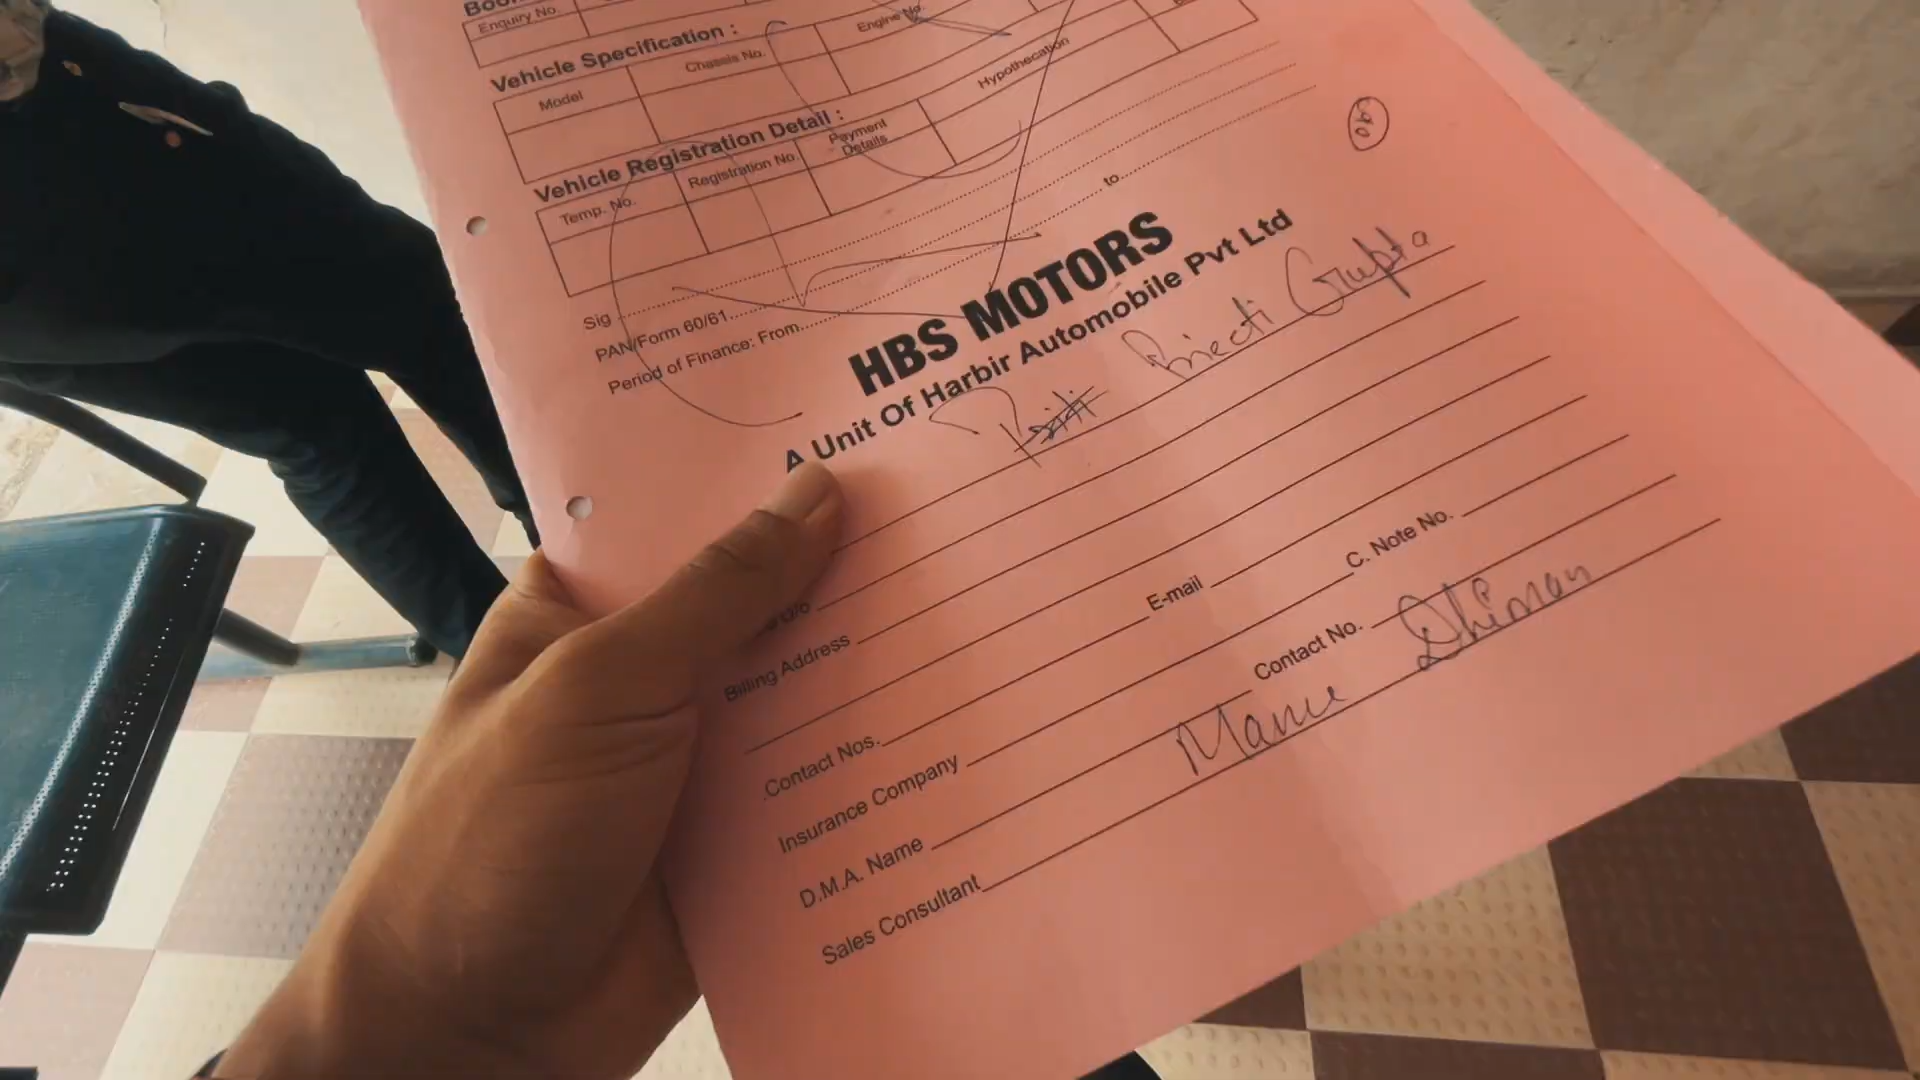 Enquiry No.
Vehicle Specification :
Model Chassis No. Engine No.
Vehicle Registration Detail :
Temp. No. Registration No. Payment Details Hypothecation
Sig
PAN/Form 60/61
Period of Finance: From to
HBS MOTORS
A Unit Of Harbir Automobile Pvt Ltd
Gupta
Billing Address
Contact Nos. E-mail
Insurance Company C. Note No.
D.M.A. Name Contact No.
Sales Consultant Manu Dhiman